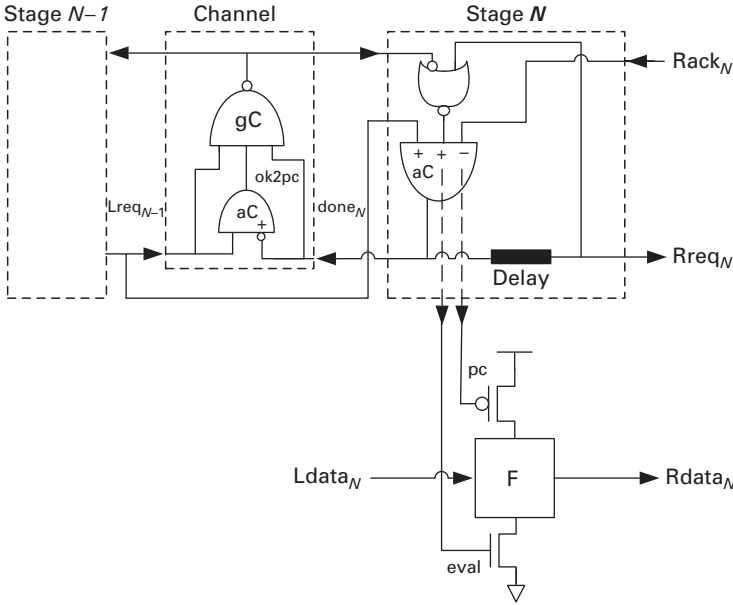 Stage N–1
Channel
Stage N
Rack_N
gC
+ + −
aC
ok2pc
Lreq_N–1
aC
+
done_N
Rreq_N
Delay
pc
Ldata_N
F
Rdata_N
eval